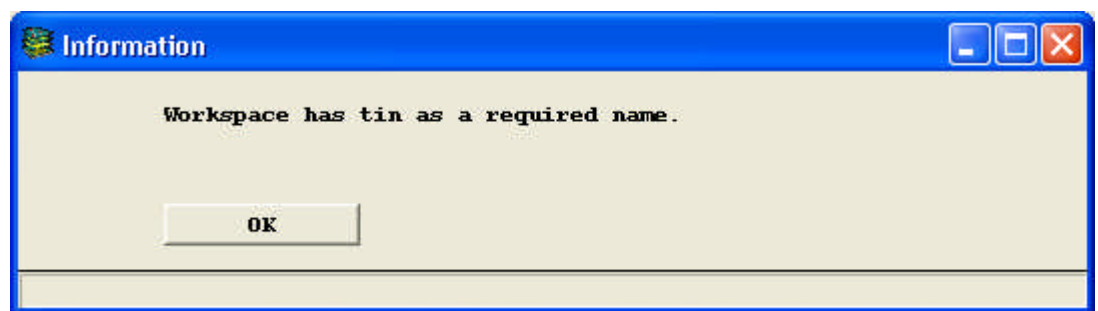 Information
Workspace has tin as a required name.
OK